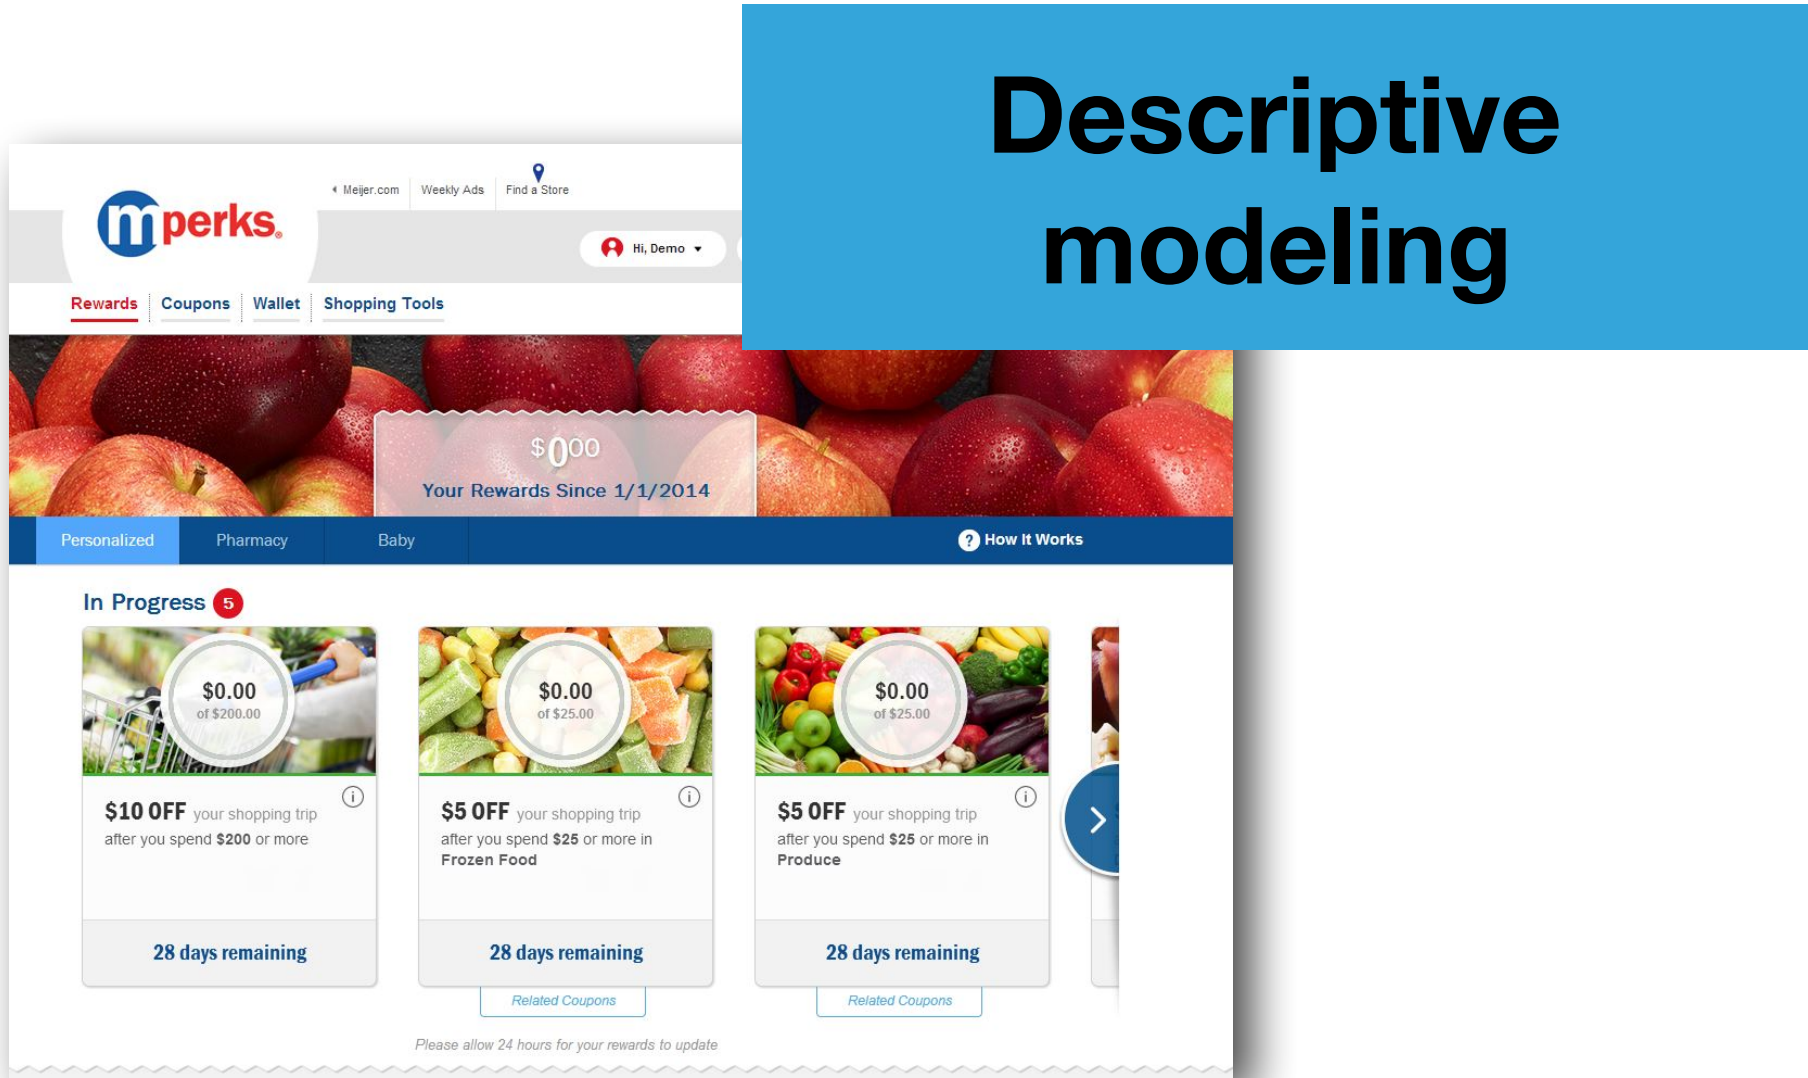 Descriptive
modeling
Meijer.com Weekly Ads Find a Store
mperks®
Hi, Demo
Rewards Coupons Wallet Shopping Tools
$0.00
Your Rewards Since 1/1/2014
Personalized Pharmacy Baby ? How It Works
In Progress 5
$0.00 $0.00 $0.00
of $200.00 of $25.00 of $25.00
$10 OFF your shopping trip
after you spend $200 or more
28 days remaining
$5 OFF your shopping trip
after you spend $25 or more in
Frozen Food
28 days remaining
Related Coupons
$5 OFF your shopping trip
after you spend $25 or more in
Produce
28 days remaining
Related Coupons
Please allow 24 hours for your rewards to update